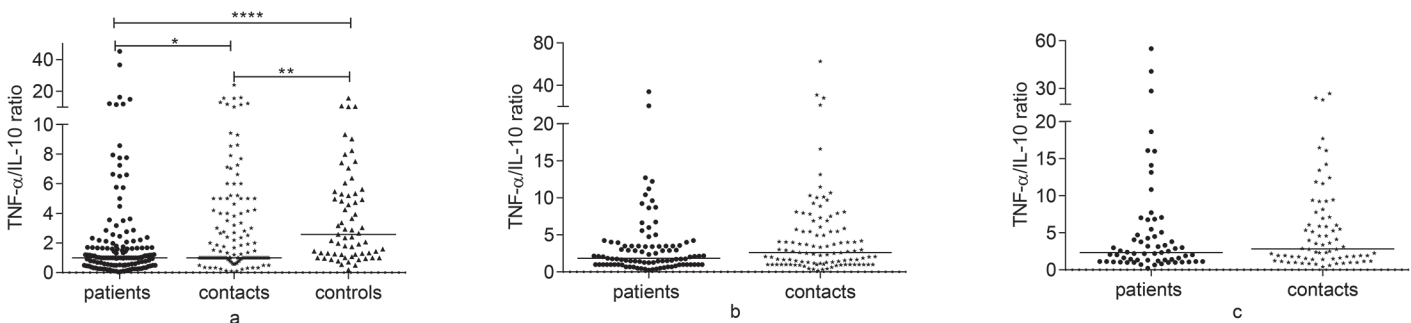 ****
*
**
TNF-α/IL-10 ratio
40
20
10
8
6
4
2
0
patients
contacts
controls
a
TNF-α/IL-10 ratio
80
40
20
15
10
5
0
patients
contacts
b
TNF-α/IL-10 ratio
60
30
20
15
10
5
0
patients
contacts
c